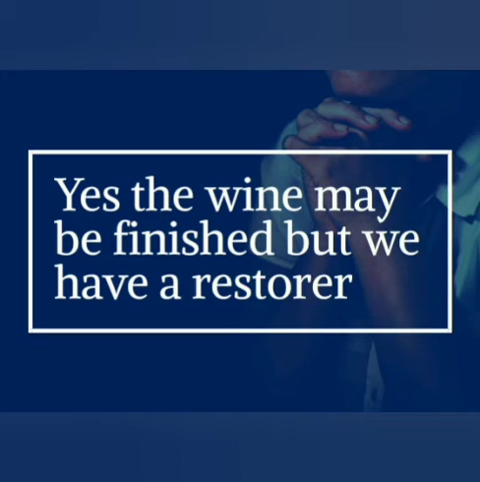 Yes the wine may
be finished but we
have a restorer